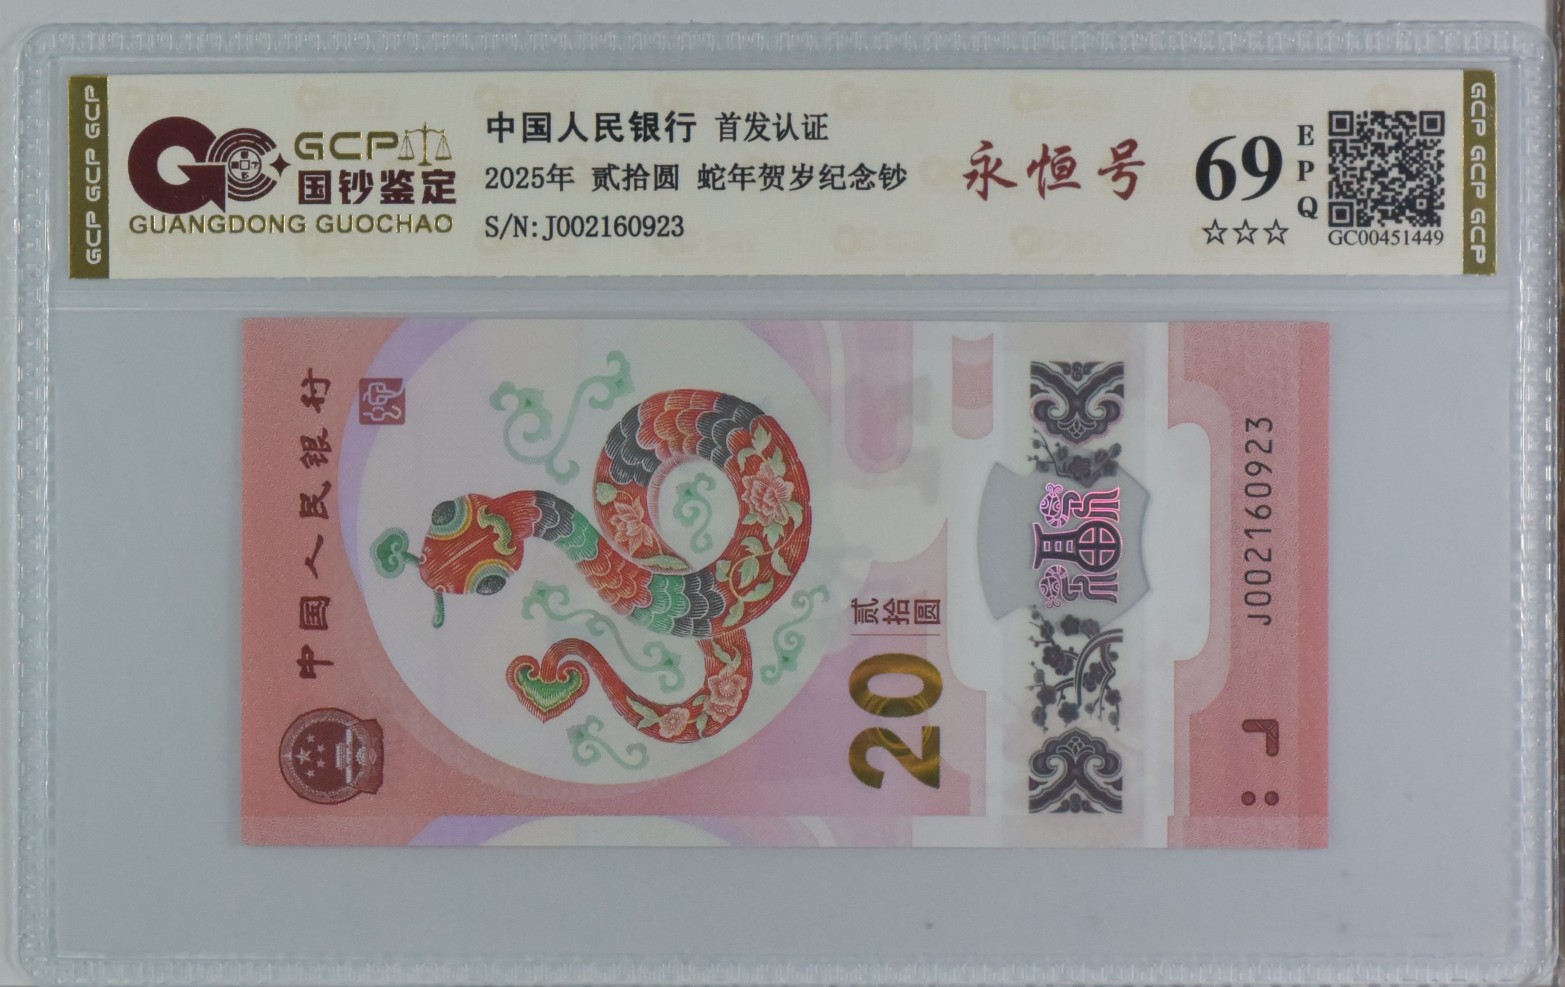 GCP GCP GCP
GCP
国钞鉴定
GUANGDONG GUOCHAO
中国人民银行 首发认证
2025年 贰拾圆 蛇年贺岁纪念钞
S/N:J002160923
永恒号
69
EPQ
☆☆☆
GC00451449
GCP GCP GCP
中国人民银行
贰拾圆
20
福
J002160923